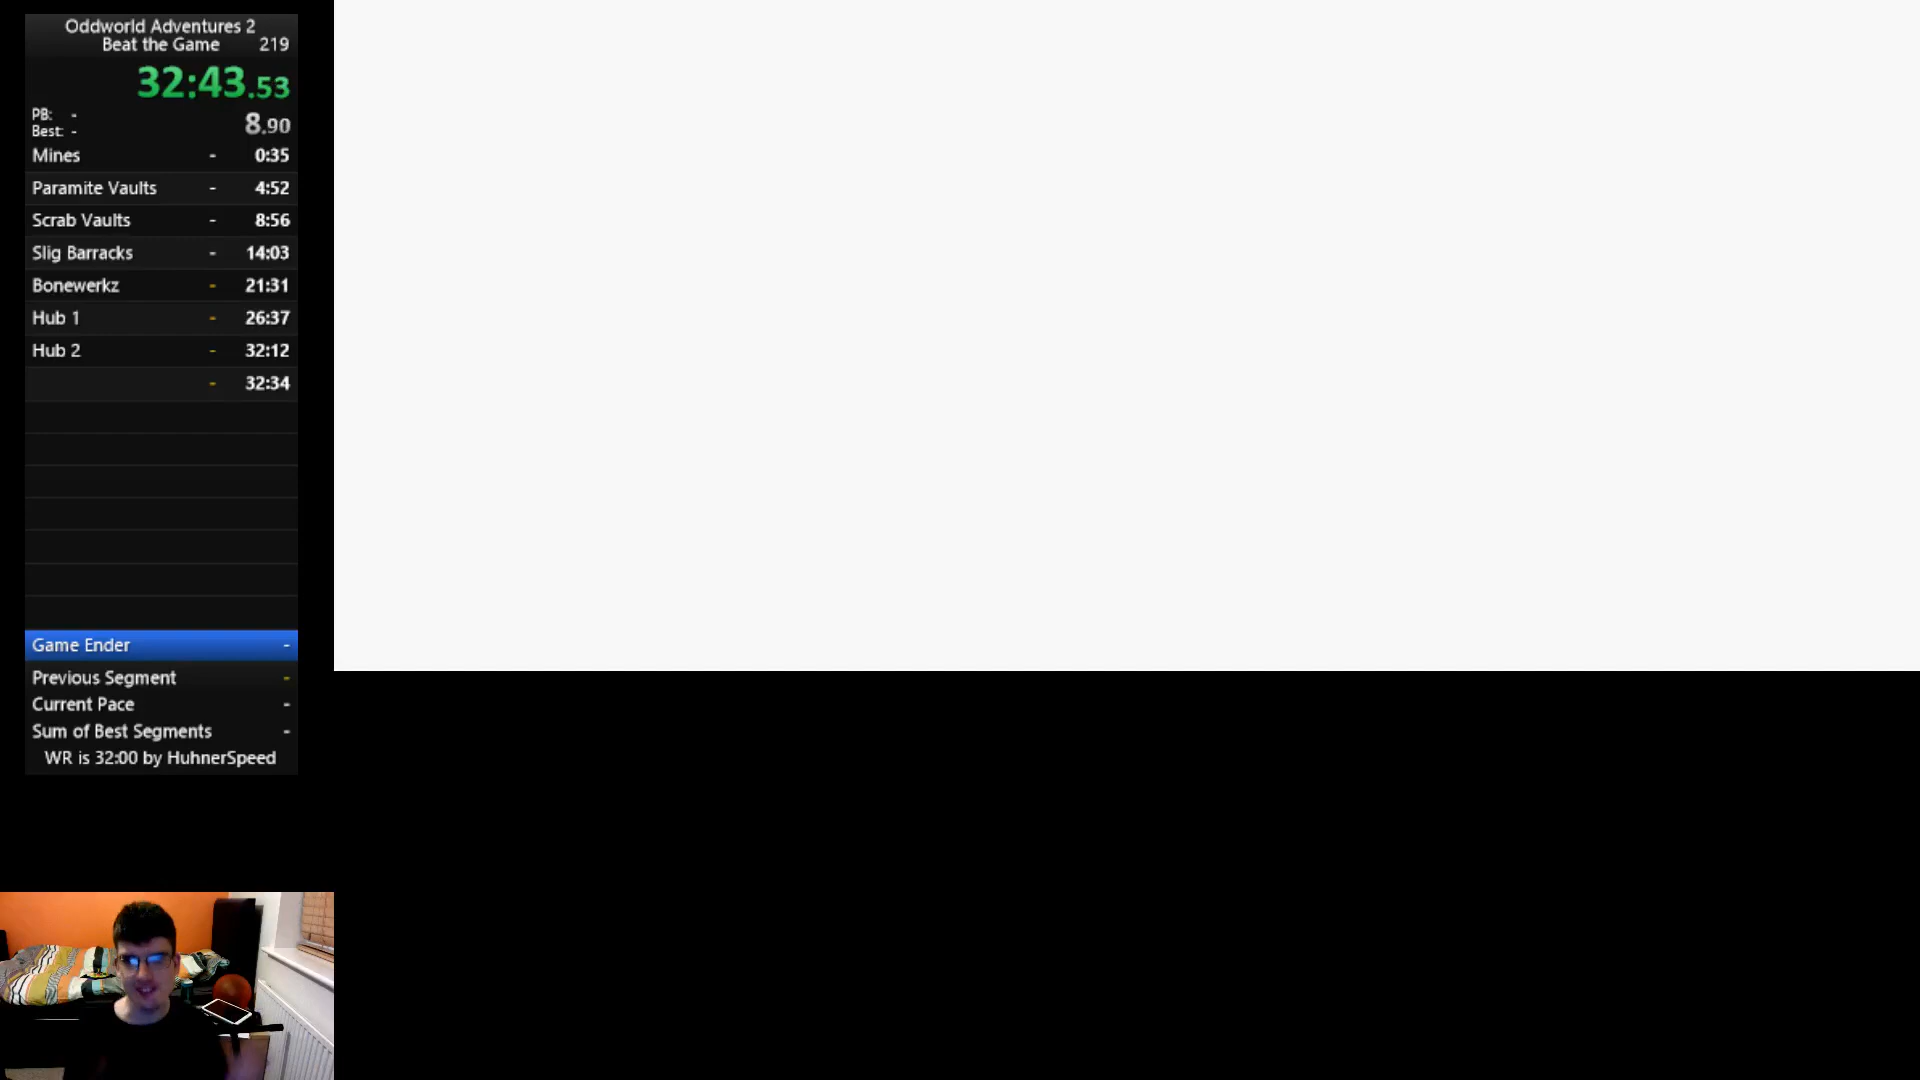 Oddworld Adventures 2
Beat the Game 219
32:43.53
PB: -
8.90
Best: -
Mines - 0:35
Paramite Vaults - 4:52
Scrab Vaults - 8:56
Slig Barracks - 14:03
Bonewerkz - 21:31
Hub 1 - 26:37
Hub 2 - 32:12
- 32:34
Game Ender -
Previous Segment -
Current Pace -
Sum of Best Segments -
WR is 32:00 by HuhnerSpeed